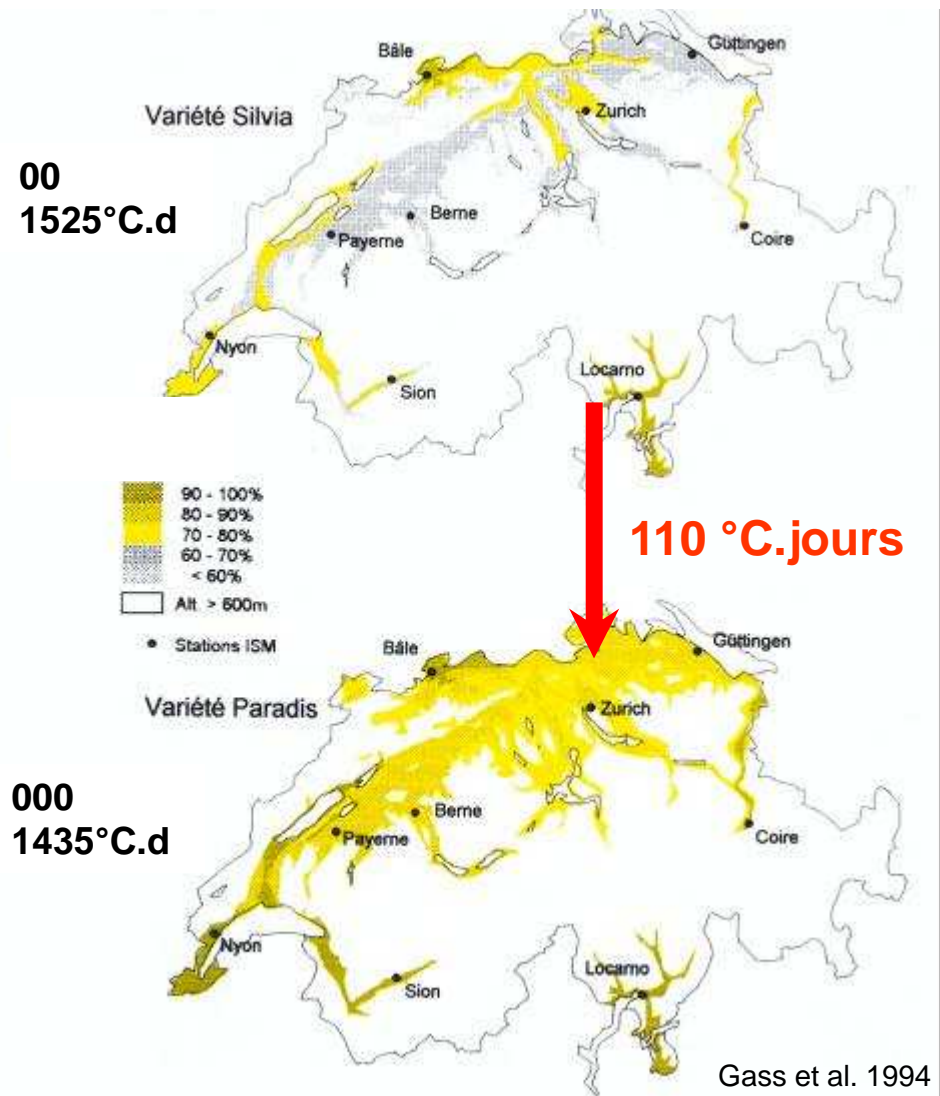 Bâle
Güttingen
Variété Silvia
Zurich
00
1525°C.d
Berne
Payerne
Coire
Nyon
Sion
Locarno
90 - 100%
80 - 90%
70 - 80%
60 - 70%
< 60%
Alt > 600m
Stations ISM
110 °C.jours
Bâle
Güttingen
Variété Paradis
Zurich
000
1435°C.d
Berne
Payerne
Coire
Nyon
Sion
Locarno
Gass et al. 1994